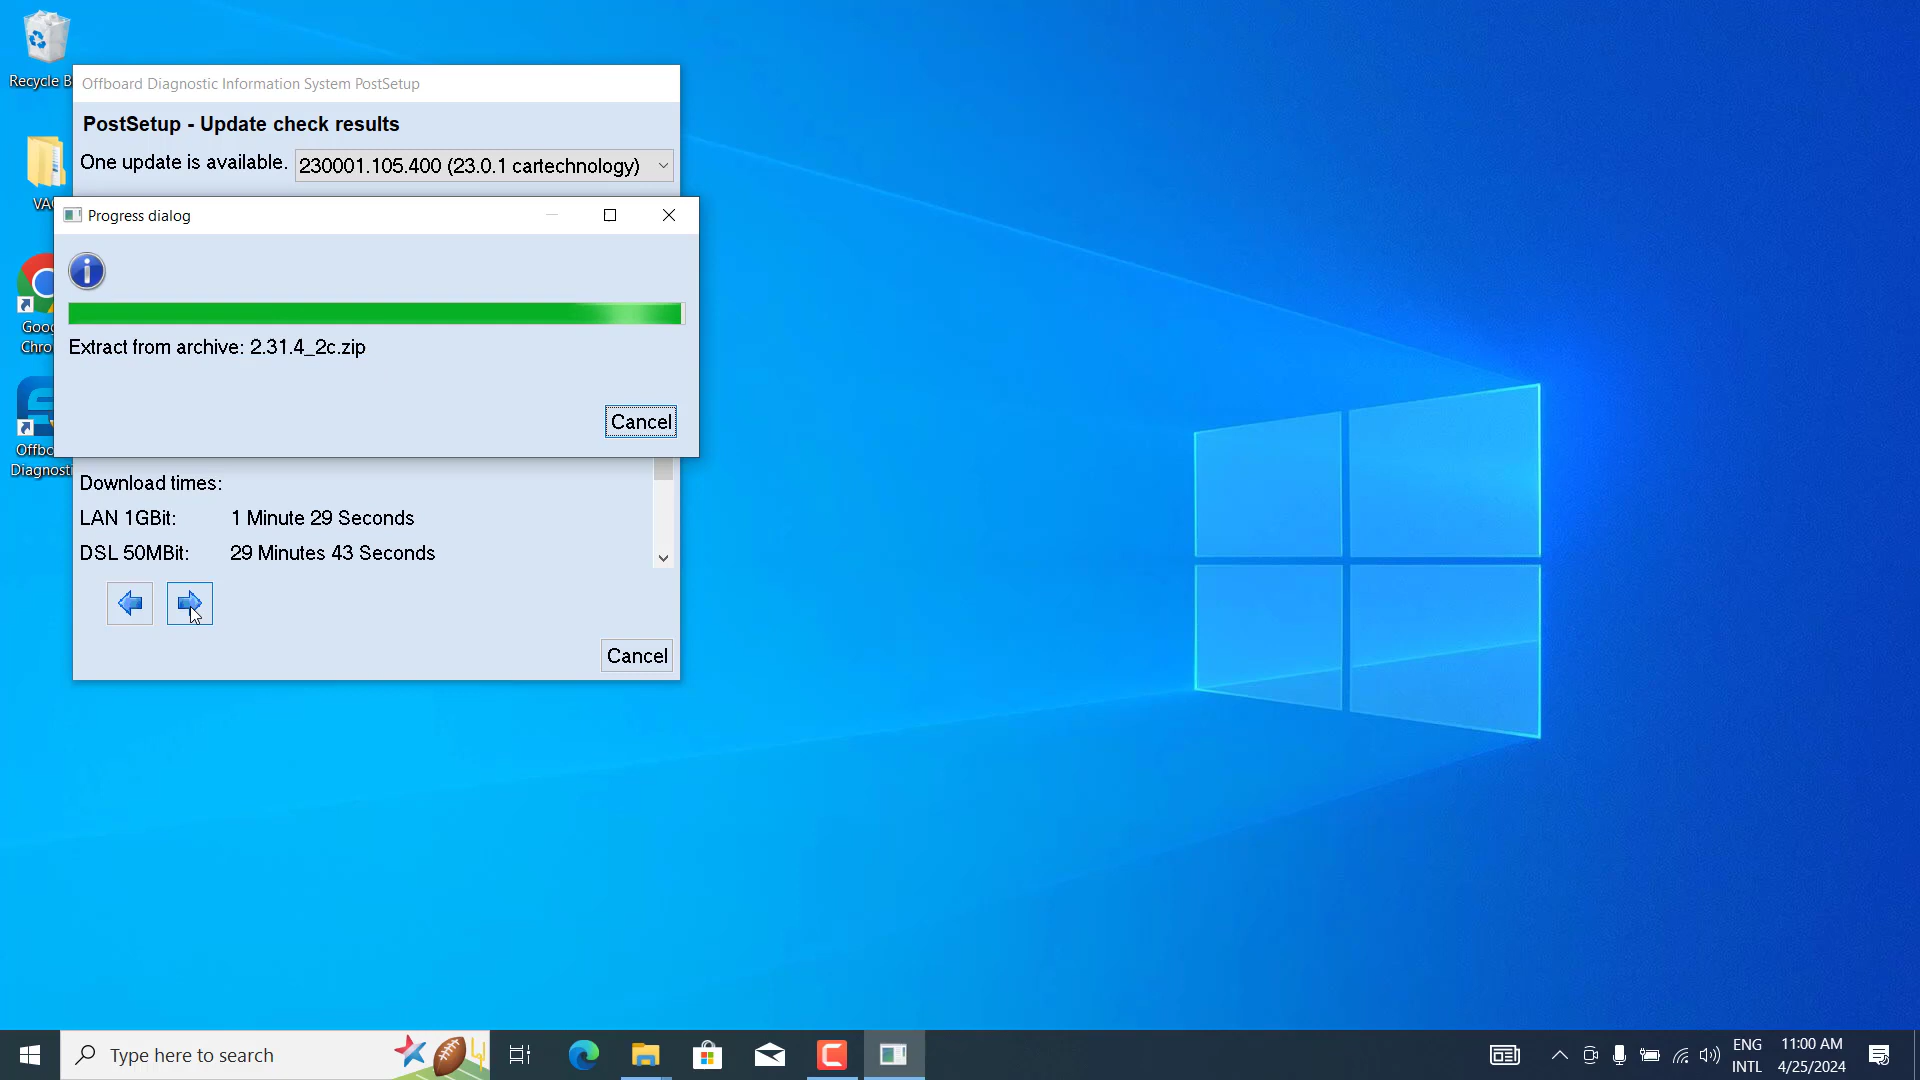 Recycle B
Offboard Diagnostic Information System PostSetup
PostSetup - Update check results
One update is available.
230001.105.400 (23.0.1 cartechnology)
VA
Progress dialog
Goo
Chro
Extract from archive: 2.31.4_2c.zip
Cancel
Offbo
Diagnost
Download times:
LAN 1GBit: 1 Minute 29 Seconds
DSL 50MBit: 29 Minutes 43 Seconds
Cancel
Type here to search
ENG
INTL
11:00 AM
4/25/2024